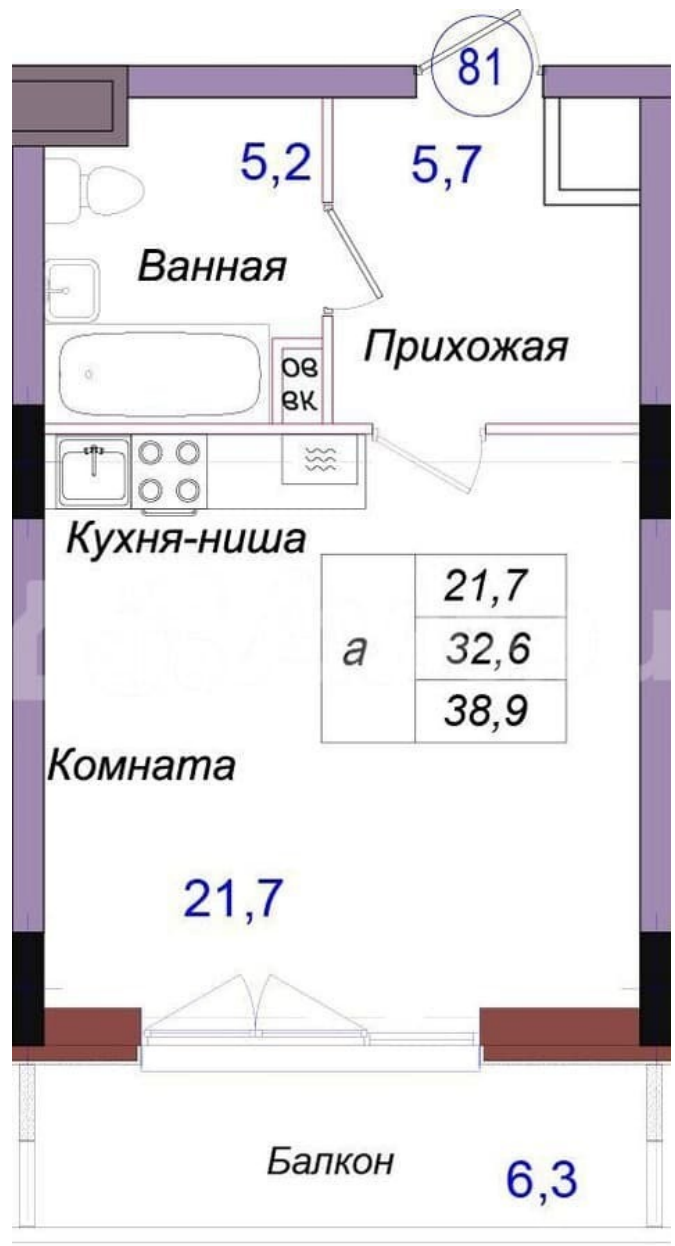 81
5,2
5,7
Ванная
Прихожая
ОВ
ВК
Кухня-ниша
21,7
а
32,6
38,9
Комната
21,7
Балкон
6,3